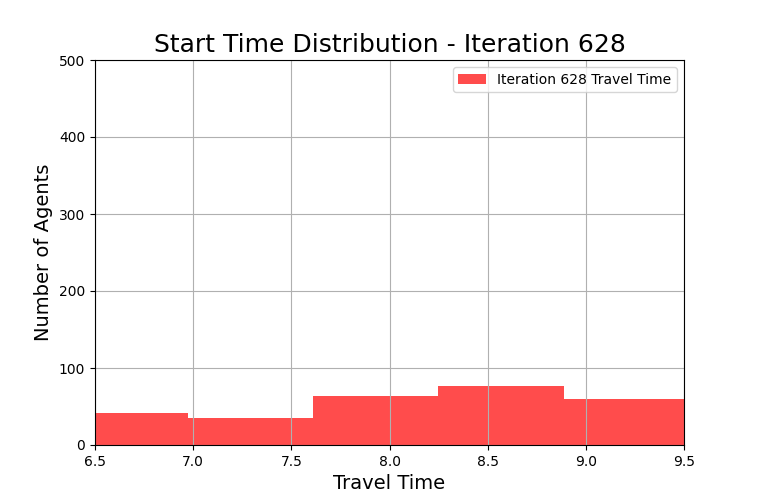 Start Time Distribution - Iteration 628
Iteration 628 Travel Time
Number of Agents
500
400
300
200
100
0
6.5 7.0 7.5 8.0 8.5 9.0 9.5
Travel Time